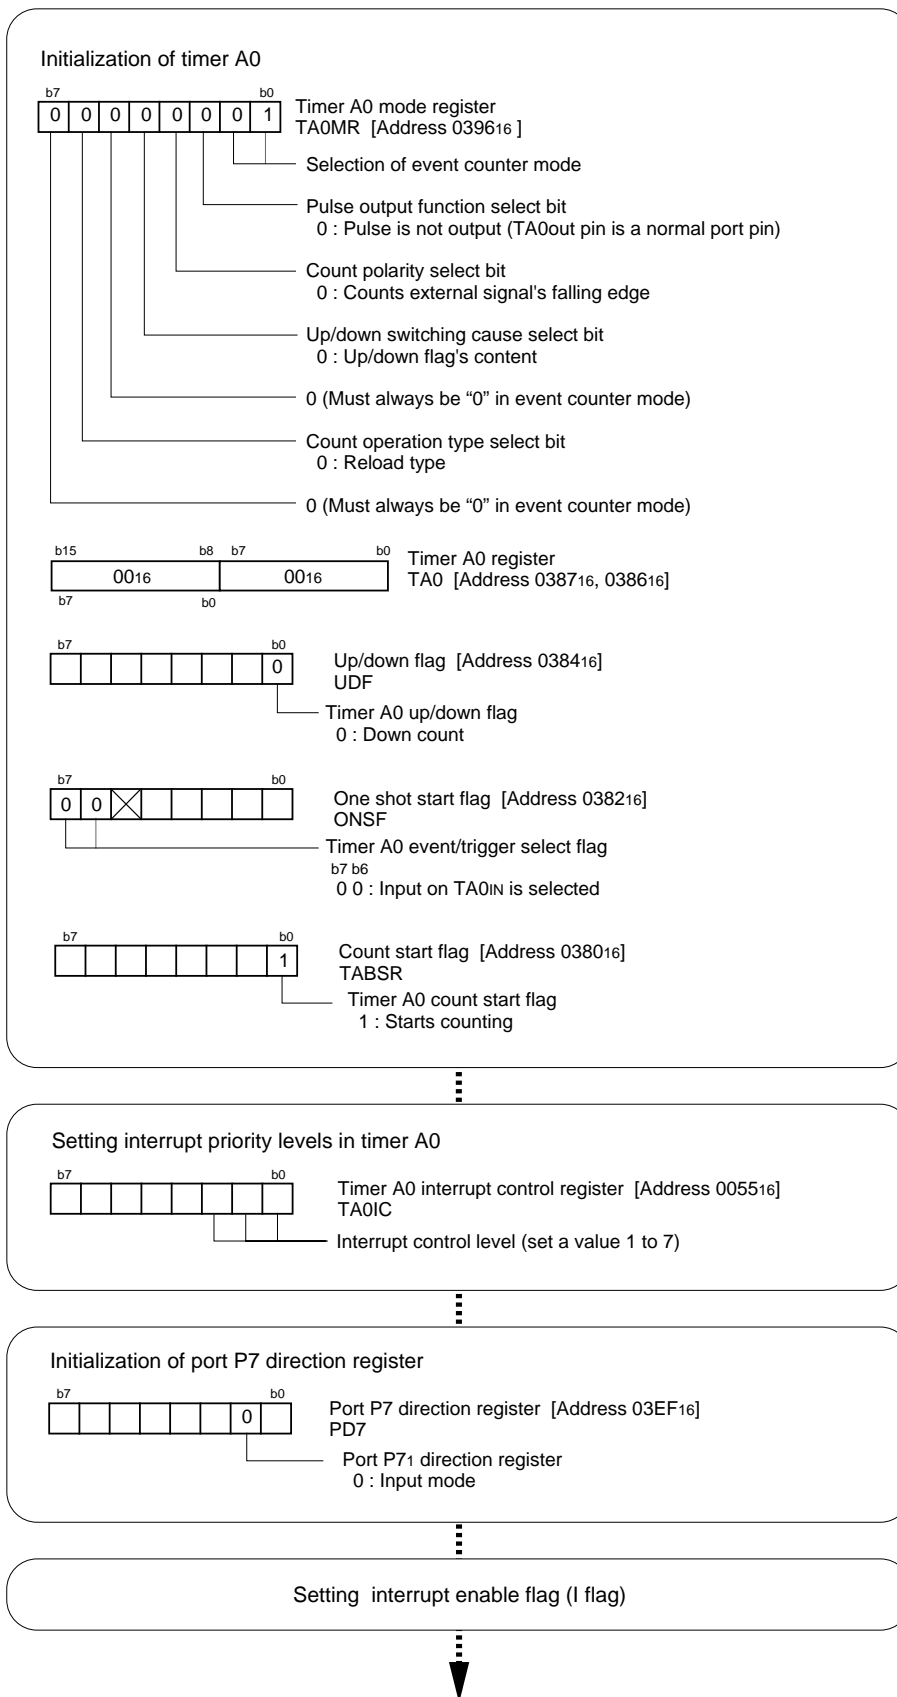 Initialization of timer A0
b7 b0
0 0 0 0 0 0 0 1
Timer A0 mode register
TA0MR [Address 039616 ]
Selection of event counter mode
Pulse output function select bit
0 : Pulse is not output (TA0out pin is a normal port pin)
Count polarity select bit
0 : Counts external signal's falling edge
Up/down switching cause select bit
0 : Up/down flag's content
0 (Must always be “0” in event counter mode)
Count operation type select bit
0 : Reload type
0 (Must always be “0” in event counter mode)
b15 b8 b7 b0
0016 0016
b7 b0
Timer A0 register
TA0 [Address 038716, 038616]
b7 b0
0
Up/down flag [Address 038416]
UDF
Timer A0 up/down flag
0 : Down count
b7 b0
0 0
One shot start flag [Address 038216]
ONSF
Timer A0 event/trigger select flag
b7 b6
0 0 : Input on TA0IN is selected
b7 b0
1
Count start flag [Address 038016]
TABSR
Timer A0 count start flag
1 : Starts counting
Setting interrupt priority levels in timer A0
b7 b0
Timer A0 interrupt control register [Address 005516]
TA0IC
Interrupt control level (set a value 1 to 7)
Initialization of port P7 direction register
b7 b0
0
Port P7 direction register [Address 03EF16]
PD7
Port P71 direction register
0 : Input mode
Setting interrupt enable flag (I flag)